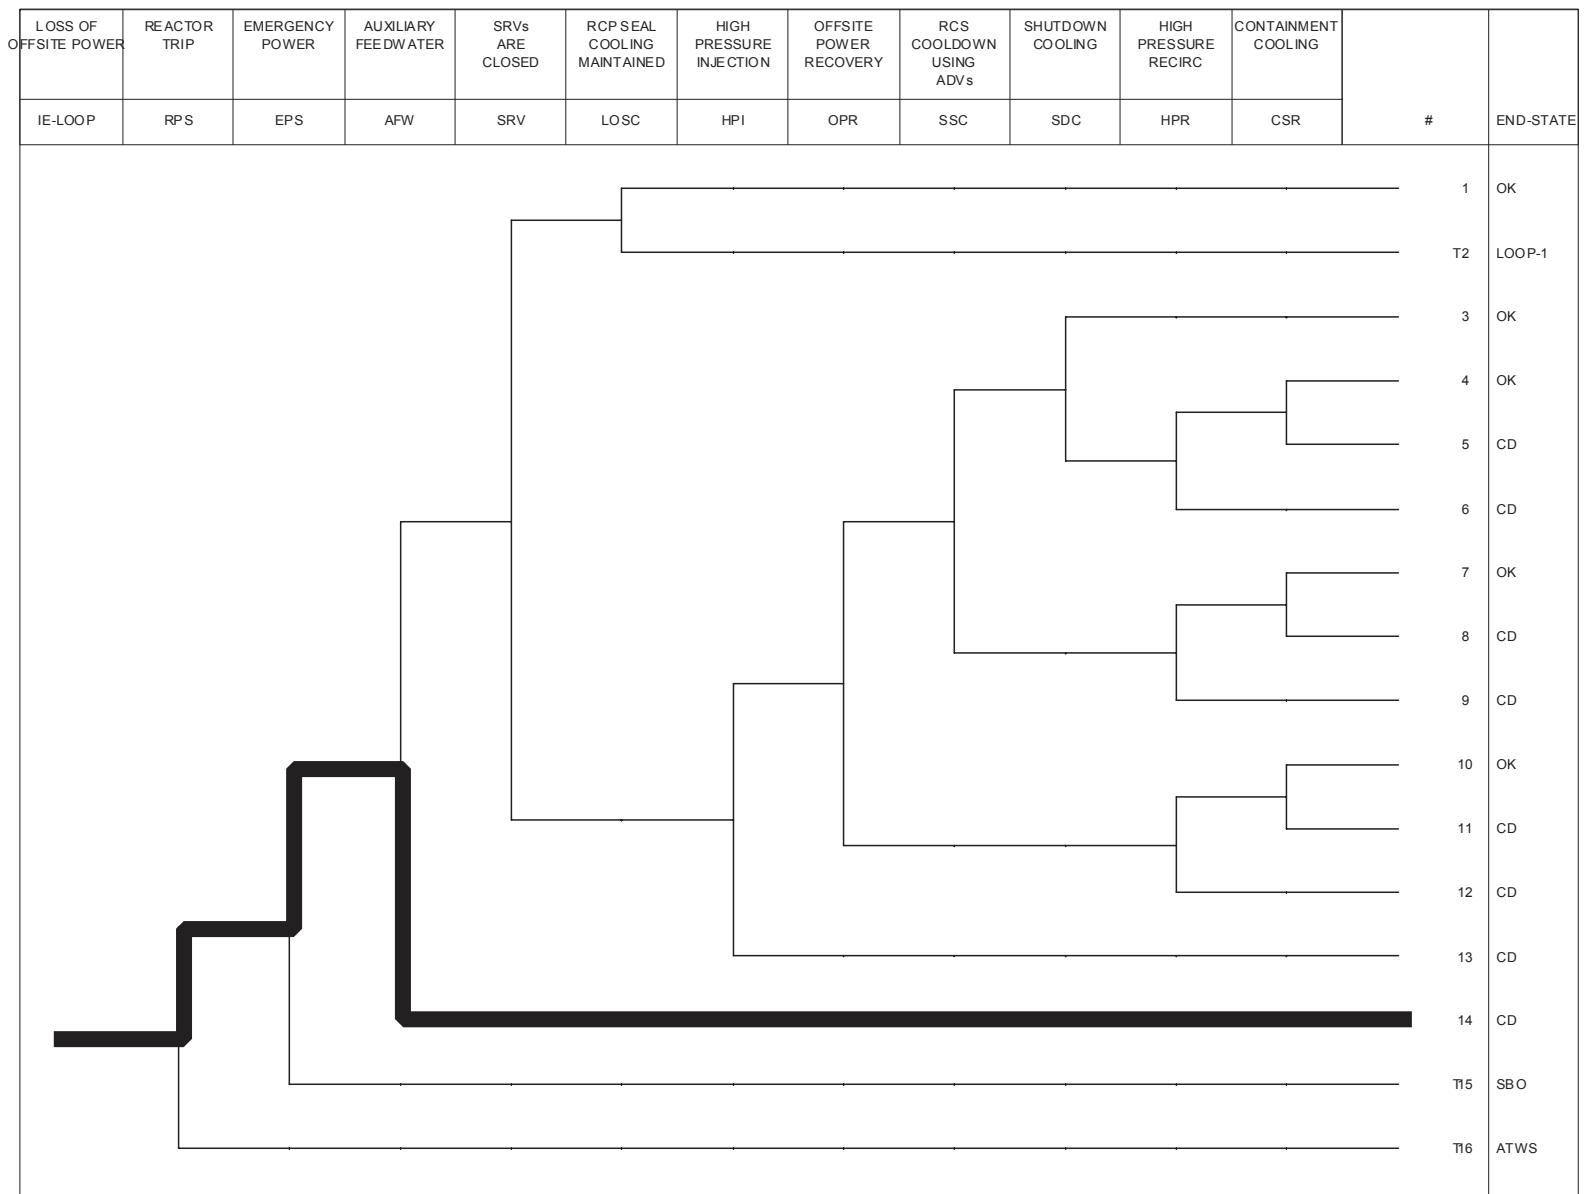 LOSS OF
OFFSITE POWER
REACTOR
TRIP
EMERGENCY
POWER
AUXILIARY
FEEDWATER
SRVs
ARE
CLOSED
RCP SEAL
COOLING
MAINTAINED
HIGH
PRESSURE
INJECTION
OFFSITE
POWER
RECOVERY
RCS
COOLDOWN
USING
ADVs
SHUTDOWN
COOLING
HIGH
PRESSURE
RECIRC
CONTAINMENT
COOLING
IE-LOOP RPS EPS AFW SRV LOSC HPI OPR SSC SDC HPR CSR # END-STATE
1 OK
T2 LOOP-1
3 OK
4 OK
5 CD
6 CD
7 OK
8 CD
9 CD
10 OK
11 CD
12 CD
13 CD
14 CD
T15 SBO
T16 ATWS